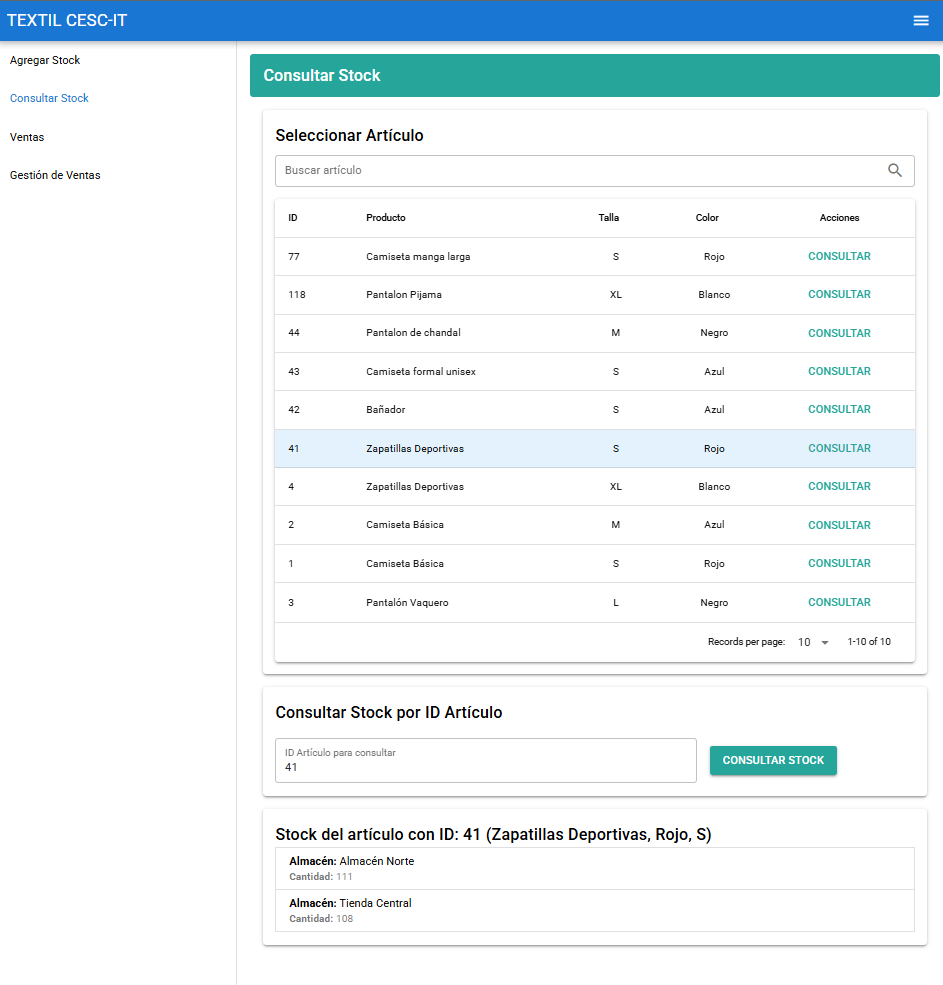 TEXTIL CESC-IT
Agregar Stock
Consultar Stock
Ventas
Gestión de Ventas
Consultar Stock
Seleccionar Artículo
Buscar artículo
ID Producto Talla Color Acciones
77 Camiseta manga larga S Rojo CONSULTAR
118 Pantalon Pijama XL Blanco CONSULTAR
44 Pantalon de chandal M Negro CONSULTAR
43 Camiseta formal unisex S Azul CONSULTAR
42 Bañador S Azul CONSULTAR
41 Zapatillas Deportivas S Rojo CONSULTAR
4 Zapatillas Deportivas XL Blanco CONSULTAR
2 Camiseta Básica M Azul CONSULTAR
1 Camiseta Básica S Rojo CONSULTAR
3 Pantalón Vaquero L Negro CONSULTAR
Records per page: 10 1-10 of 10
Consultar Stock por ID Artículo
ID Artículo para consultar
41
CONSULTAR STOCK
Stock del artículo con ID: 41 (Zapatillas Deportivas, Rojo, S)
Almacén: Almacén Norte
Cantidad: 111
Almacén: Tienda Central
Cantidad: 108